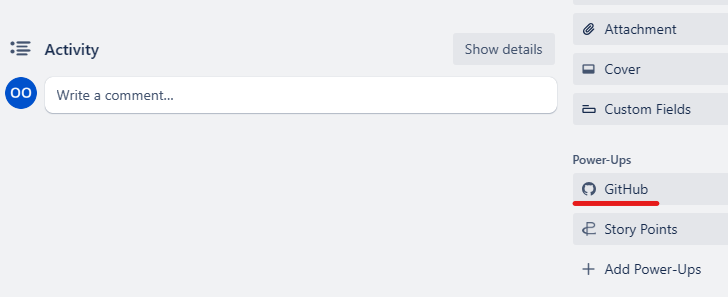 Attachment
Activity
Show details
Cover
OO
Write a comment...
Custom Fields
Power-Ups
GitHub
Story Points
Add Power-Ups